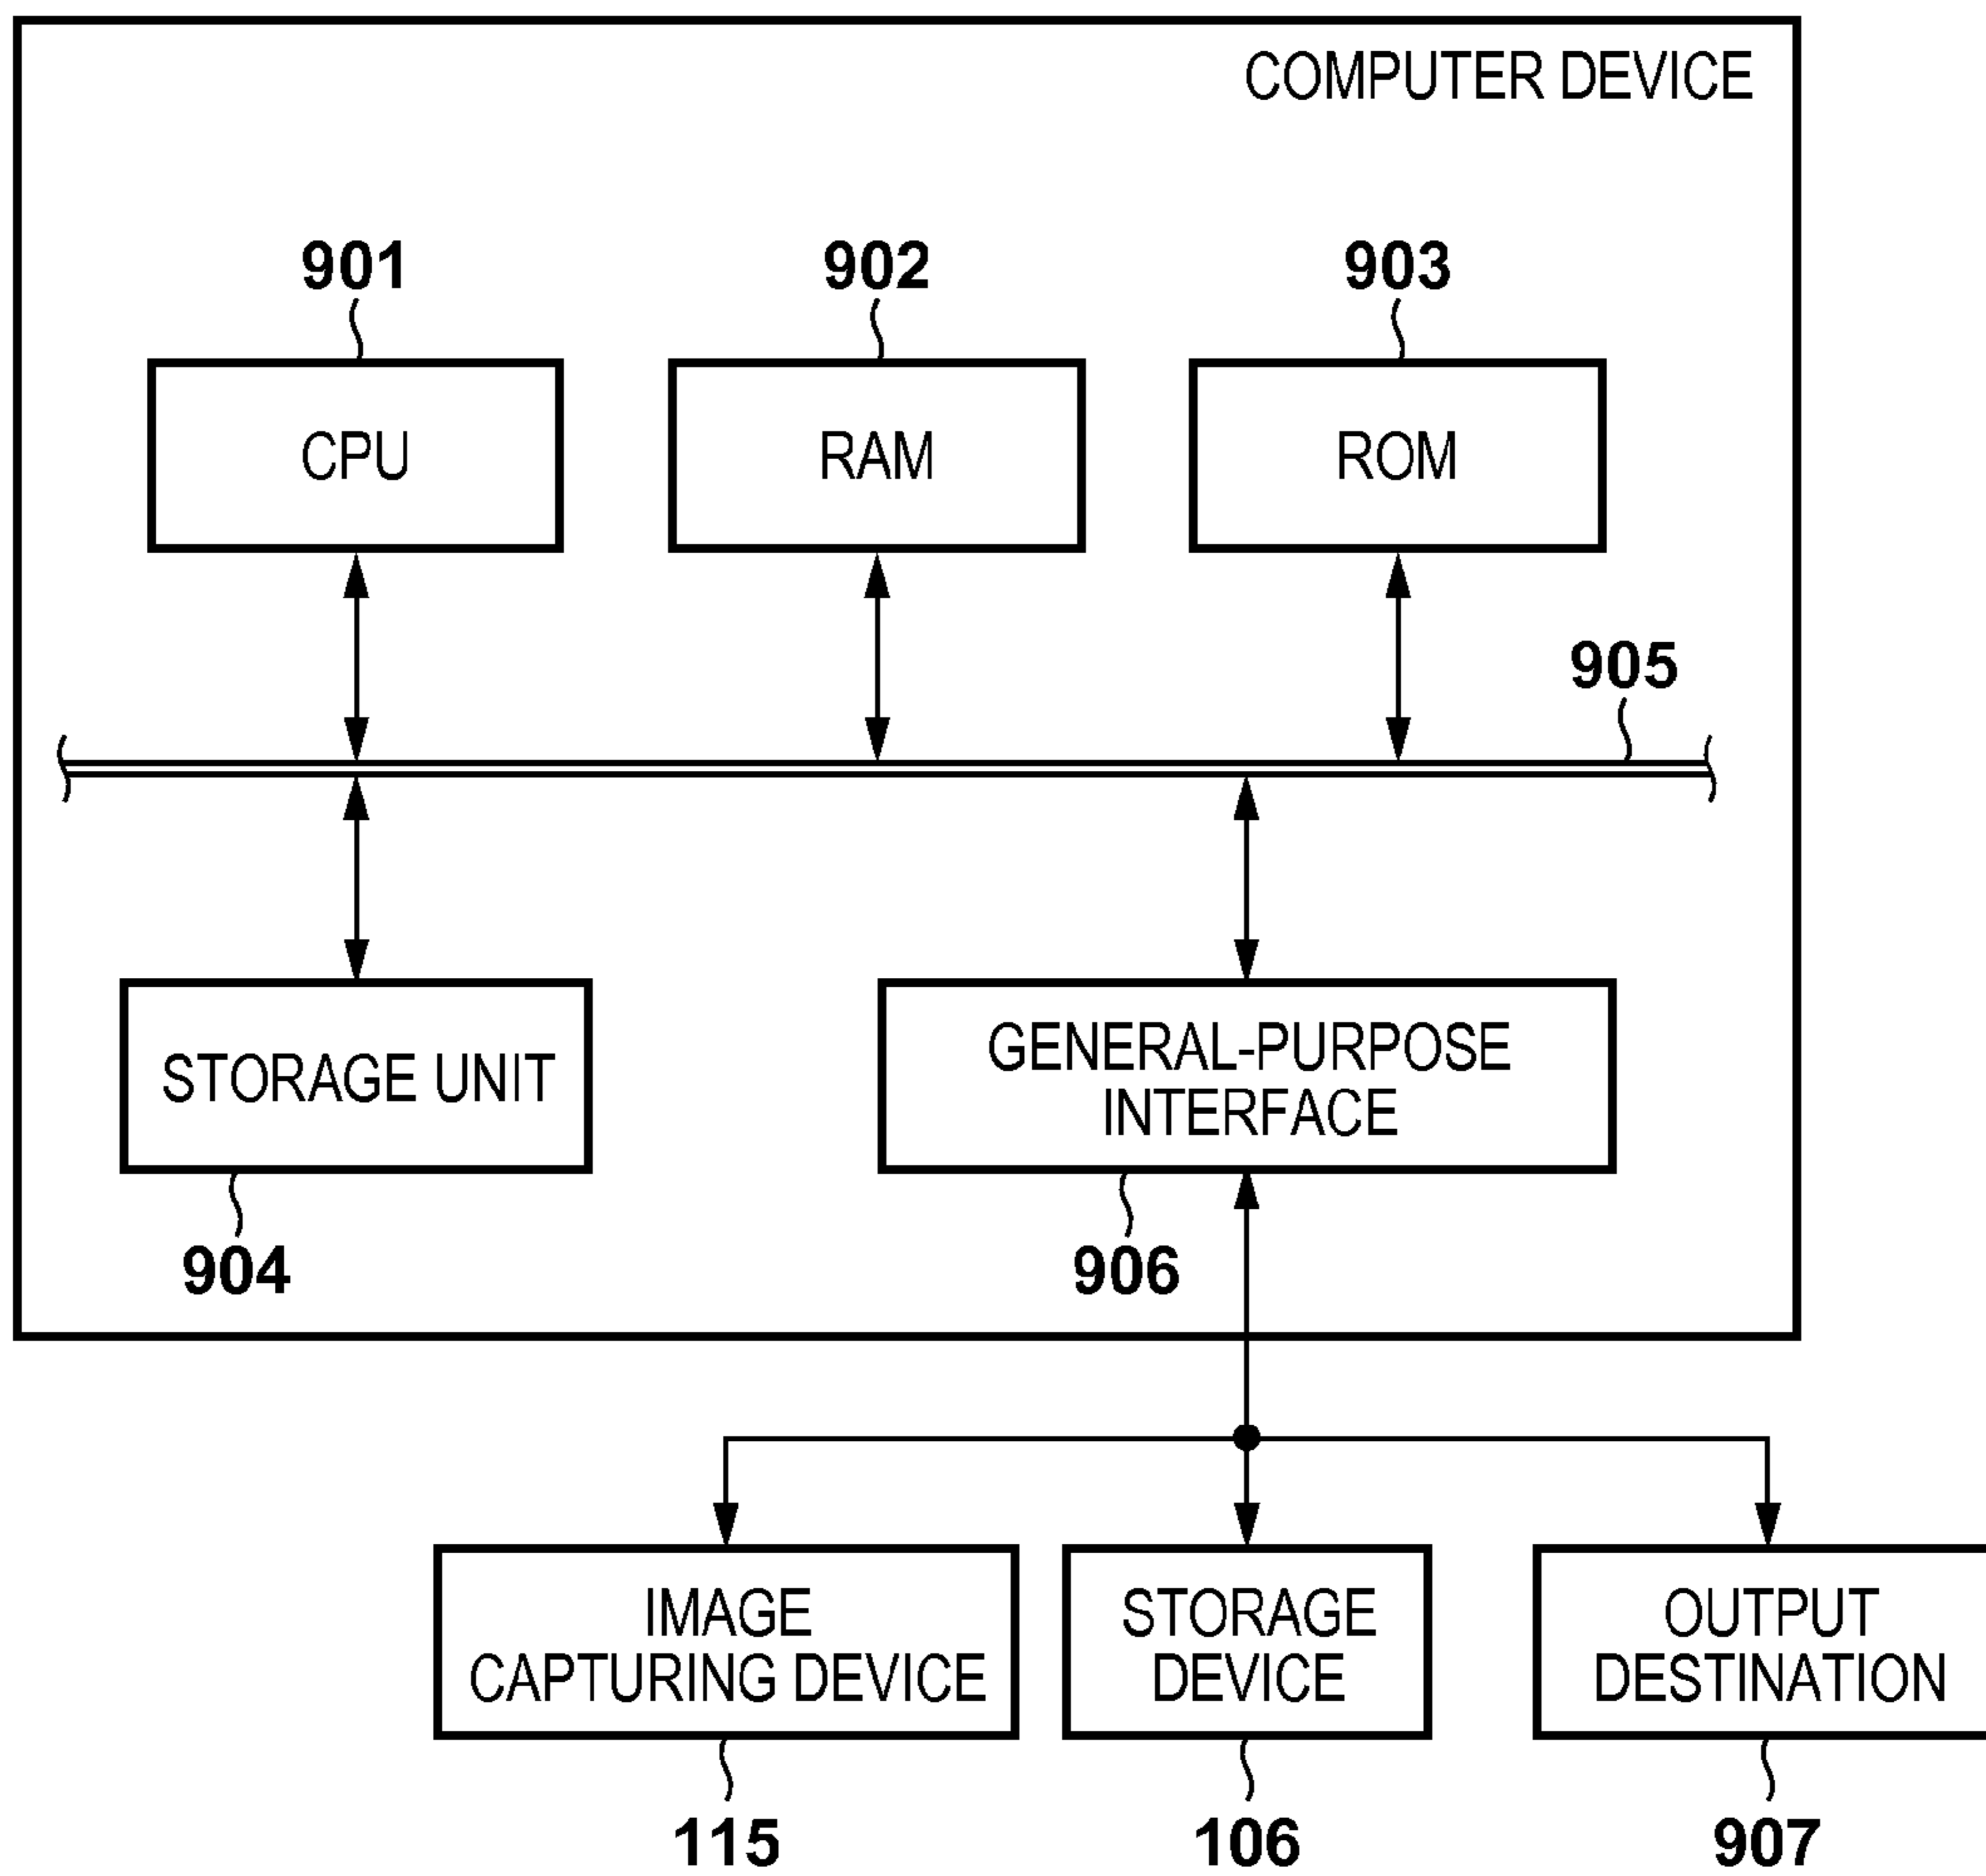 COMPUTER DEVICE
901
902
903
CPU
RAM
ROM
905
STORAGE UNIT
GENERAL-PURPOSE
INTERFACE
904
906
IMAGE
CAPTURING DEVICE
STORAGE
DEVICE
OUTPUT
DESTINATION
115
106
907